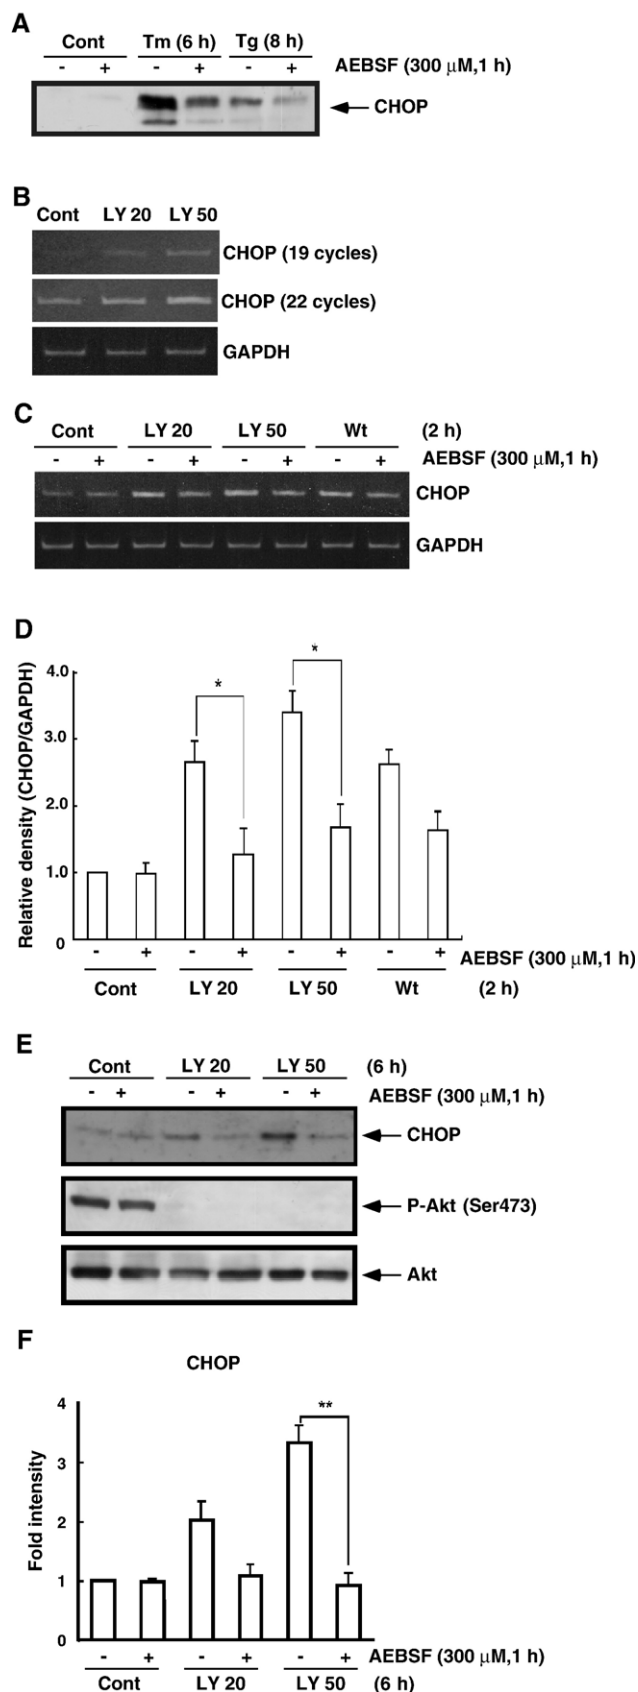 A
Cont Tm (6 h) Tg (8 h)
- + - + - + AEBSF (300 µM,1 h)
CHOP
B
Cont LY 20 LY 50
CHOP (19 cycles)
CHOP (22 cycles)
GAPDH
C
Cont LY 20 LY 50 Wt (2 h)
- + - + - + - + AEBSF (300 µM,1 h)
CHOP
GAPDH
D
Relative density (CHOP/GAPDH)
4.0
3.0
2.0
1.0
0
* *
- + - + - + - + AEBSF (300 µM,1 h)
Cont LY 20 LY 50 Wt (2 h)
E
Cont LY 20 LY 50 (6 h)
- + - + - + AEBSF (300 µM,1 h)
CHOP
P-Akt (Ser473)
Akt
F
CHOP
Fold intensity
4
3
2
1
0
**
- + - + - + AEBSF (300 µM,1 h)
Cont LY 20 LY 50 (6 h)